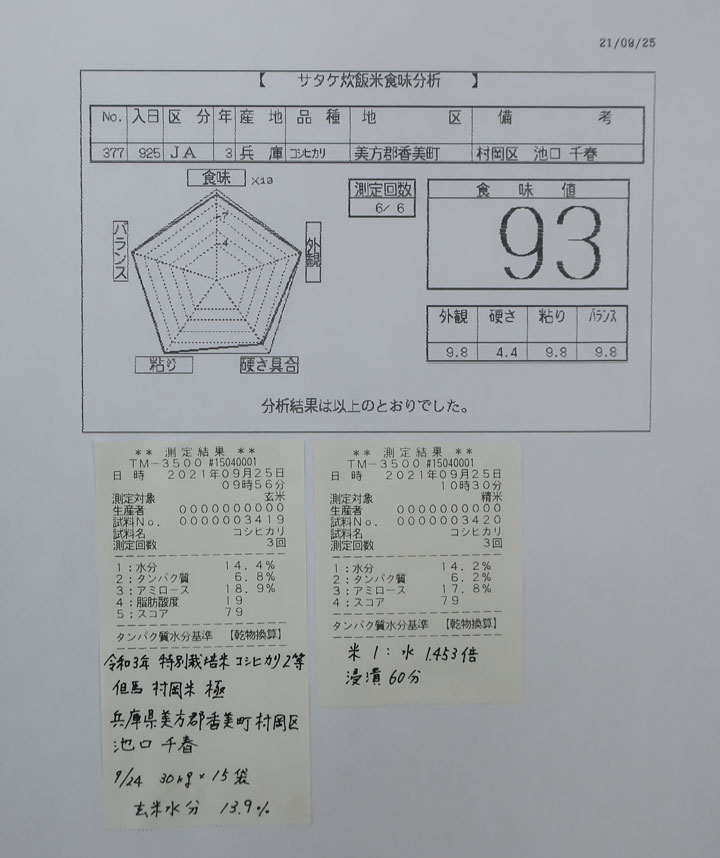 21/09/25
【 サタケ炊飯米食味分析 】
No. 入日 区分 年 産地 品種 地区 備考
377 925 JA 3 兵庫 コシヒカリ 美方郡香美町 村岡区 池口 千春
食味 X10
7
4
バランス
外観
粘り
硬さ具合
測定回数
6/ 6
食味値
93
外観 硬さ 粘り バランス
9.8 4.4 9.8 9.8
分析結果は以上のとおりでした。
** 測定結果 **
TM-3500 #15040001
日時 2021年09月25日
09時56分
測定対象 玄米
生産者 0000000000
試料No. 0000003419
試料名 コシヒカリ
測定回数 3回
1:水分 14.4%
2:タンパク質 6.8%
3:アミロース 18.9%
4:脂肪酸度 19
5:スコア 79
タンパク質水分基準 【乾物換算】
令和3年 特別栽培米 コシヒカリ 2等
但馬 村岡米 極
兵庫県美方郡香美町村岡区
池口 千春
9/24 30kg×15袋
玄米水分 13.9%
** 測定結果 **
TM-3500 #15040001
日時 2021年09月25日
10時30分
測定対象 精米
生産者 0000000000
試料No. 0000003420
試料名 コシヒカリ
測定回数 3回
1:水分 14.2%
2:タンパク質 6.2%
3:アミロース 17.8%
4:スコア 79
タンパク質水分基準 【乾物換算】
米 1:水 1.453倍
浸漬 60分